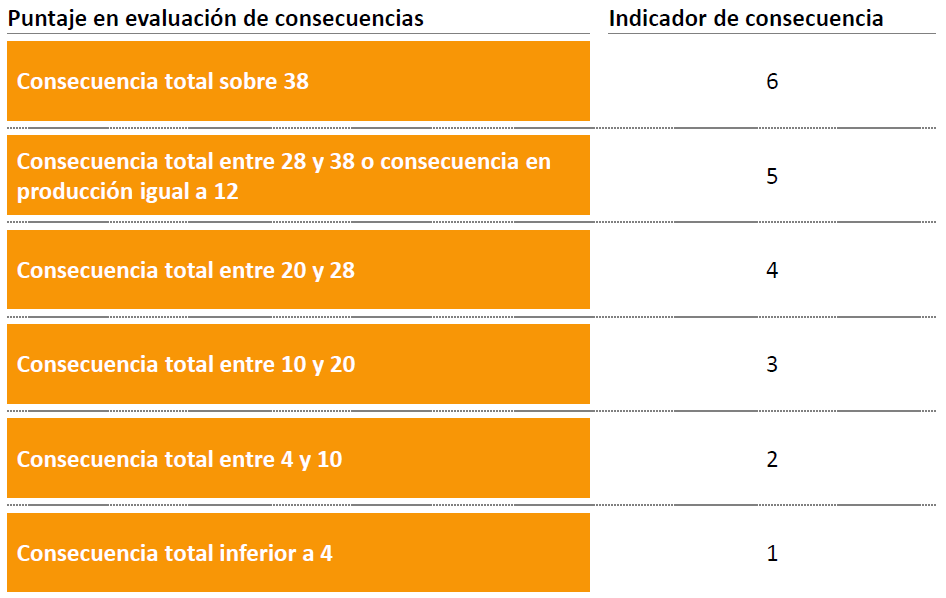 Puntaje en evaluación de consecuencias
Indicador de consecuencia
Consecuencia total sobre 38
6
Consecuencia total entre 28 y 38 o consecuencia en
producción igual a 12
5
Consecuencia total entre 20 y 28
4
Consecuencia total entre 10 y 20
3
Consecuencia total entre 4 y 10
2
Consecuencia total inferior a 4
1